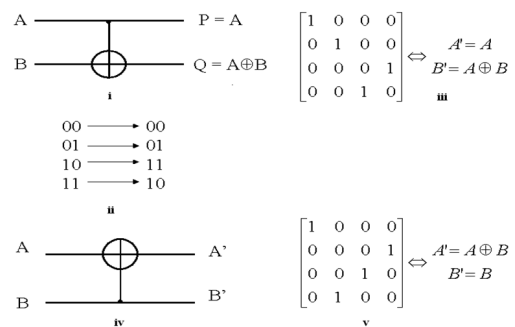 A P = A
B Q = A⊕B
i
1 0 0 0
0 1 0 0
0 0 0 1
0 0 1 0
⇔ A' = A
B' = A ⊕ B
iii
00 → 00
01 → 01
10 → 11
11 → 10
ii
A A'
B B'
iv
1 0 0 0
0 0 0 1
0 0 1 0
0 1 0 0
⇔ A' = A ⊕ B
B' = B
v